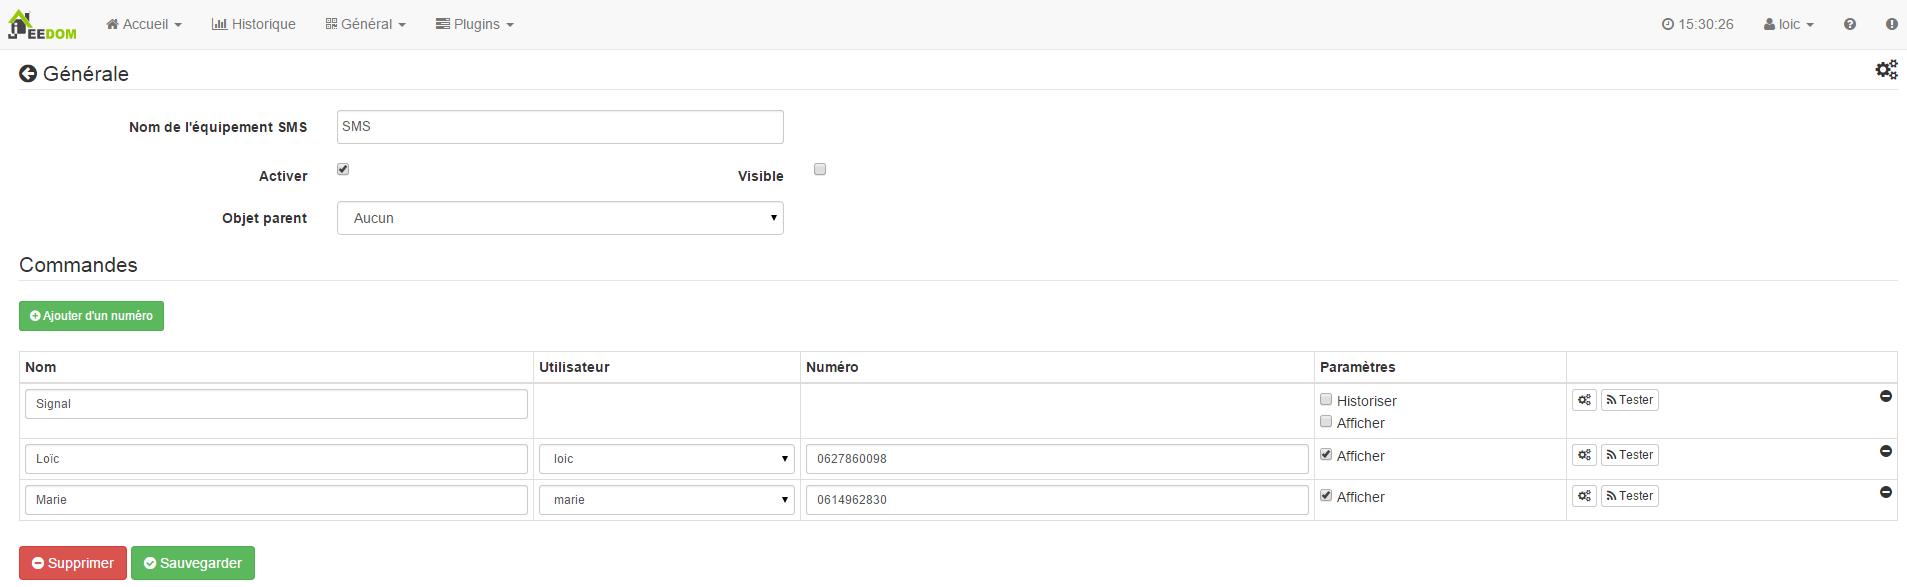 JEEDOM Accueil Historique Général Plugins 15:30:26 loic
Générale
Nom de l'équipement SMS SMS
Activer Visible
Objet parent Aucun
Commandes
Ajouter d'un numéro
Nom Utilisateur Numéro Paramètres
Signal Historiser Tester
Afficher
Loïc loic 0627860098 Afficher Tester
Marie marie 0614962830 Afficher Tester
Supprimer Sauvegarder